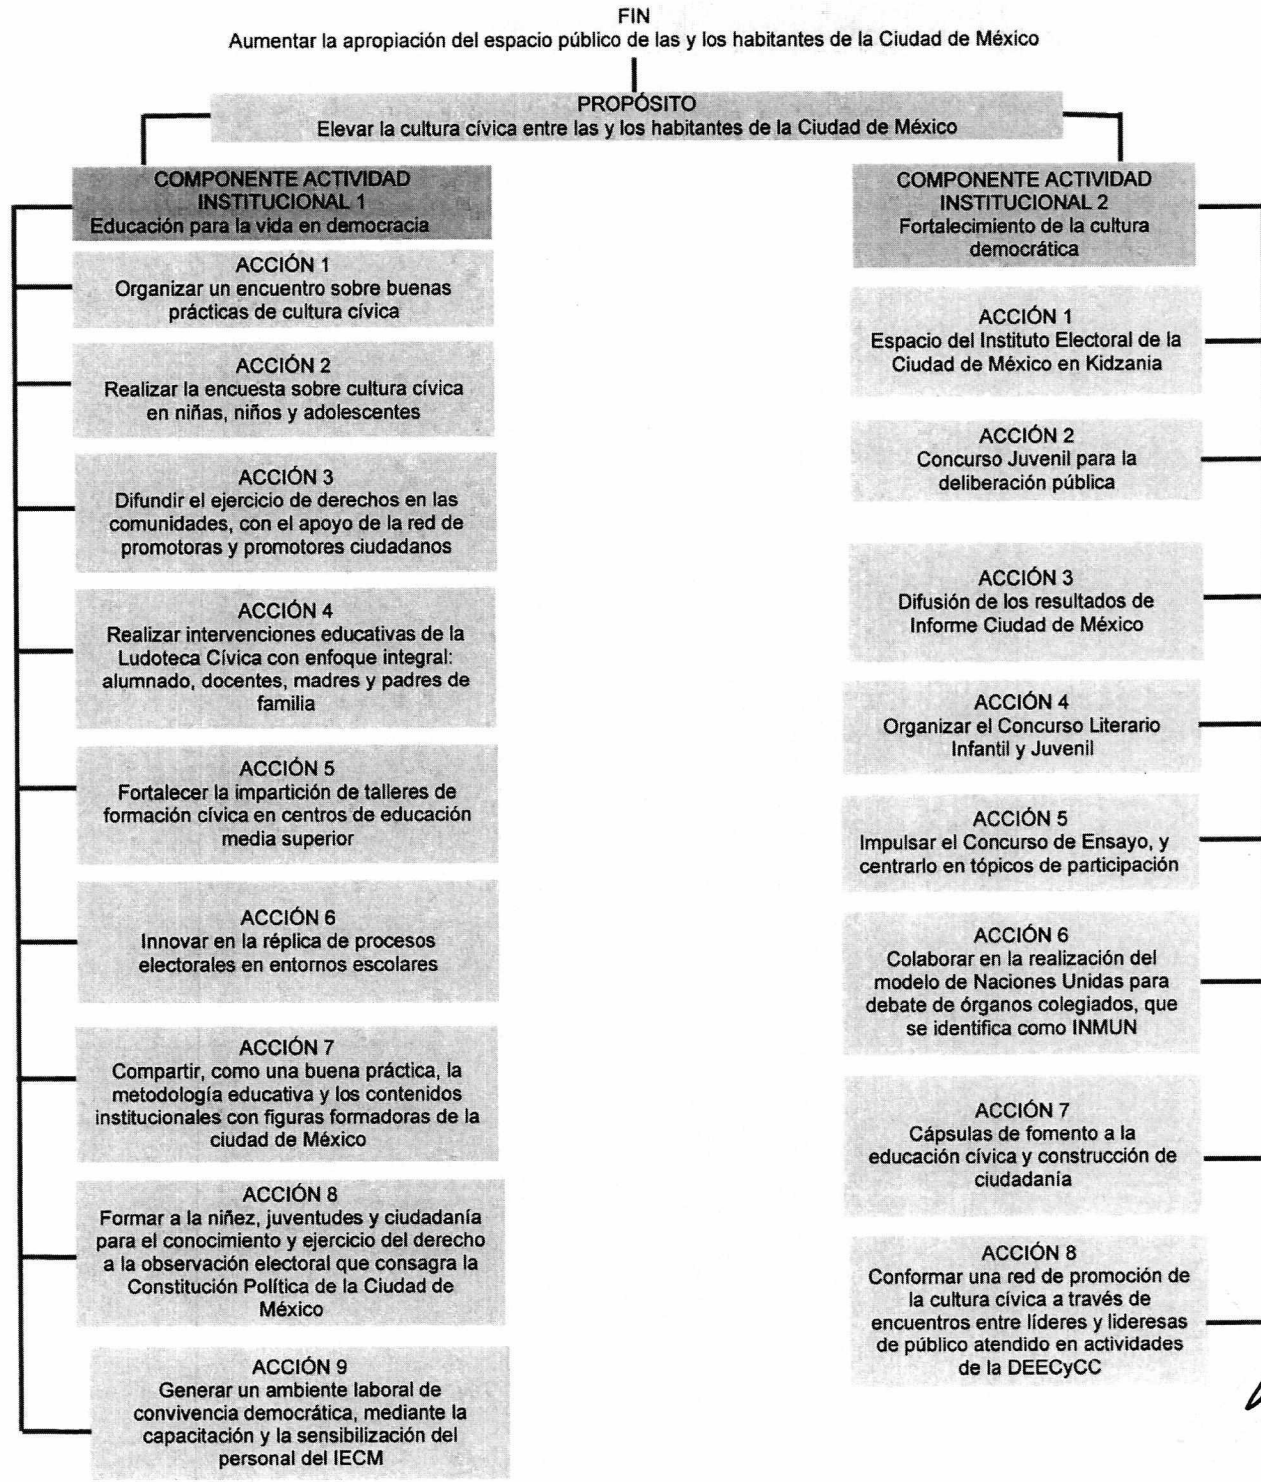 FIN
Aumentar la apropiación del espacio público de las y los habitantes de la Ciudad de México
PROPÓSITO
Elevar la cultura cívica entre las y los habitantes de la Ciudad de México
COMPONENTE ACTIVIDAD
INSTITUCIONAL 1
Educación para la vida en democracia
ACCIÓN 1
Organizar un encuentro sobre buenas
prácticas de cultura cívica
ACCIÓN 2
Realizar la encuesta sobre cultura cívica
en niñas, niños y adolescentes
ACCIÓN 3
Difundir el ejercicio de derechos en las
comunidades, con el apoyo de la red de
promotoras y promotores ciudadanos
ACCIÓN 4
Realizar intervenciones educativas de la
Ludoteca Cívica con enfoque integral:
alumnado, docentes, madres y padres de
familia
ACCIÓN 5
Fortalecer la impartición de talleres de
formación cívica en centros de educación
media superior
ACCIÓN 6
Innovar en la réplica de procesos
electorales en entornos escolares
ACCIÓN 7
Compartir, como una buena práctica, la
metodología educativa y los contenidos
institucionales con figuras formadoras de la
ciudad de México
ACCIÓN 8
Formar a la niñez, juventudes y ciudadanía
para el conocimiento y ejercicio del derecho
a la observación electoral que consagra la
Constitución Política de la Ciudad de
México
ACCIÓN 9
Generar un ambiente laboral de
convivencia democrática, mediante la
capacitación y la sensibilización del
personal del IECM
COMPONENTE ACTIVIDAD
INSTITUCIONAL 2
Fortalecimiento de la cultura
democrática
ACCIÓN 1
Espacio del Instituto Electoral de la
Ciudad de México en Kidzania
ACCIÓN 2
Concurso Juvenil para la
deliberación pública
ACCIÓN 3
Difusión de los resultados de
Informe Ciudad de México
ACCIÓN 4
Organizar el Concurso Literario
Infantil y Juvenil
ACCIÓN 5
Impulsar el Concurso de Ensayo, y
centrarlo en tópicos de participación
ACCIÓN 6
Colaborar en la realización del
modelo de Naciones Unidas para
debate de órganos colegiados, que
se identifica como INMUN
ACCIÓN 7
Cápsulas de fomento a la
educación cívica y construcción de
ciudadanía
ACCIÓN 8
Conformar una red de promoción de
la cultura cívica a través de
encuentros entre líderes y lideresas
de público atendido en actividades
de la DEECyCC